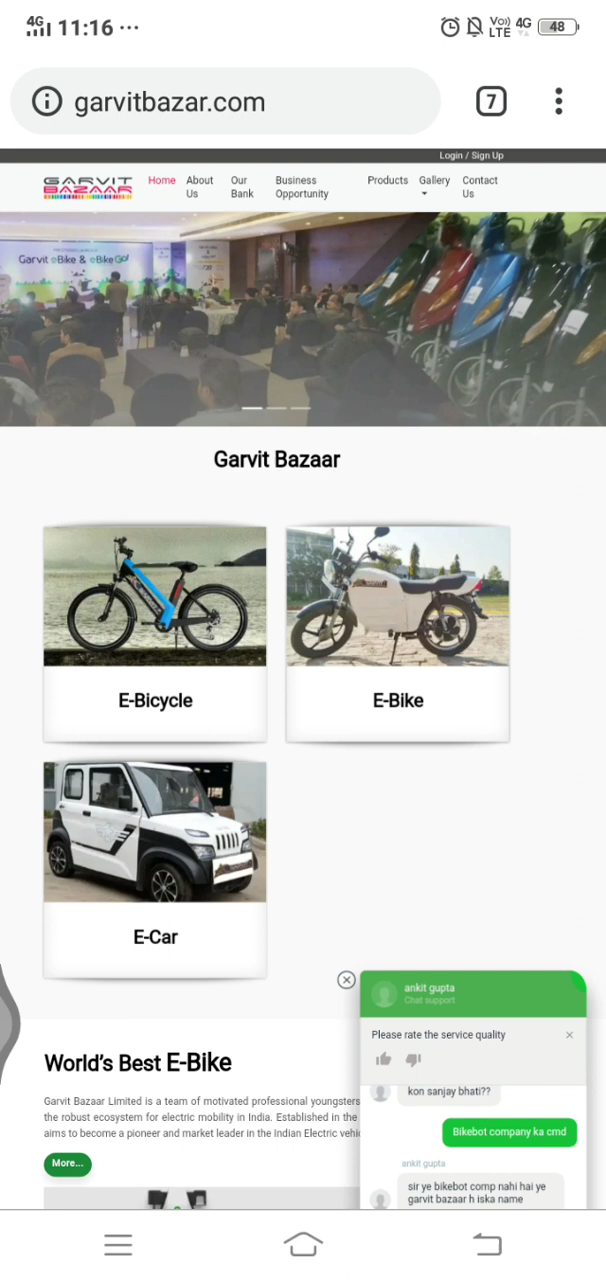 4G 11:16 ...
Vo)) LTE 4G 48
garvitbazar.com
7
Login / Sign Up
GARVIT BAZAAR
Home About Us Our Bank Business Opportunity Products Gallery Contact Us
Garvit eBike & eBikeGo!
Garvit Bazaar
E-Bicycle
E-Bike
E-Car
ankit gupta
Chat support
Please rate the service quality ×
kon sanjay bhati??
Bikebot company ka cmd
ankit gupta
sir ye bikebot comp nahi hai ye
garvit bazaar h iska name
World's Best E-Bike
Garvit Bazaar Limited is a team of motivated professional youngsters
the robust ecosystem for electric mobility in India. Established in the
aims to become a pioneer and market leader in the Indian Electric
More...